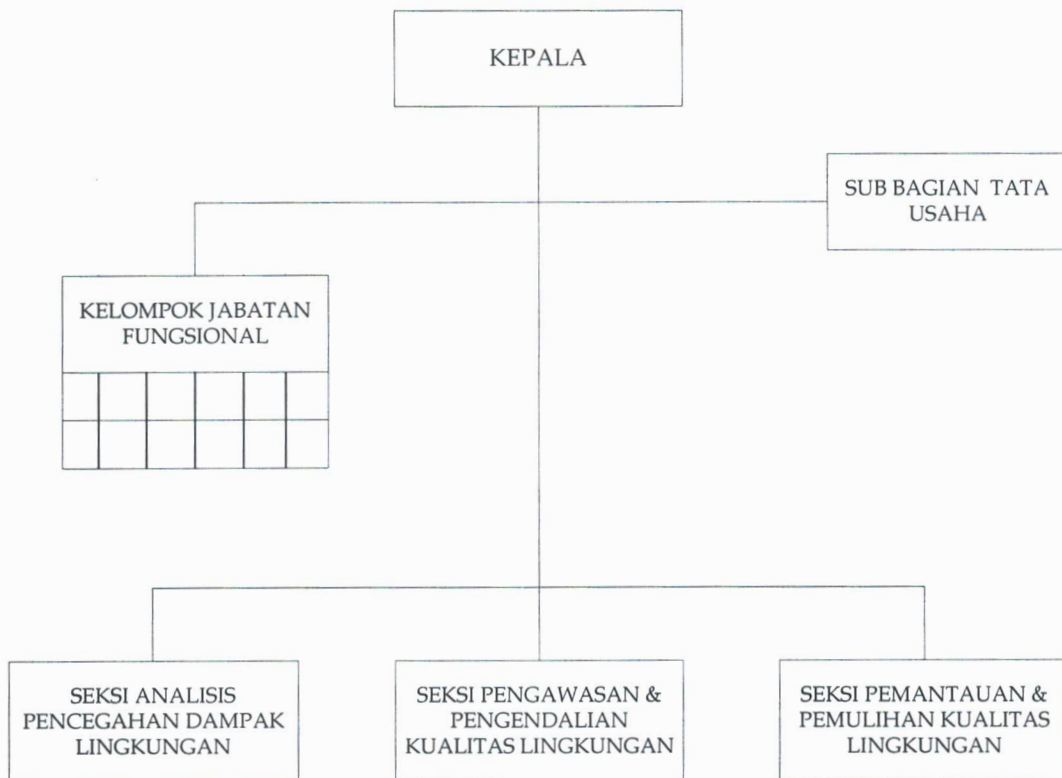 KEPALA
SUB BAGIAN TATA
USAHA
KELOMPOK JABATAN
FUNGSIONAL
SEKSI ANALISIS
PENCEGAHAN DAMPAK
LINGKUNGAN
SEKSI PENGAWASAN &
PENGENDALIAN
KUALITAS LINGKUNGAN
SEKSI PEMANTAUAN &
PEMULIHAN KUALITAS
LINGKUNGAN